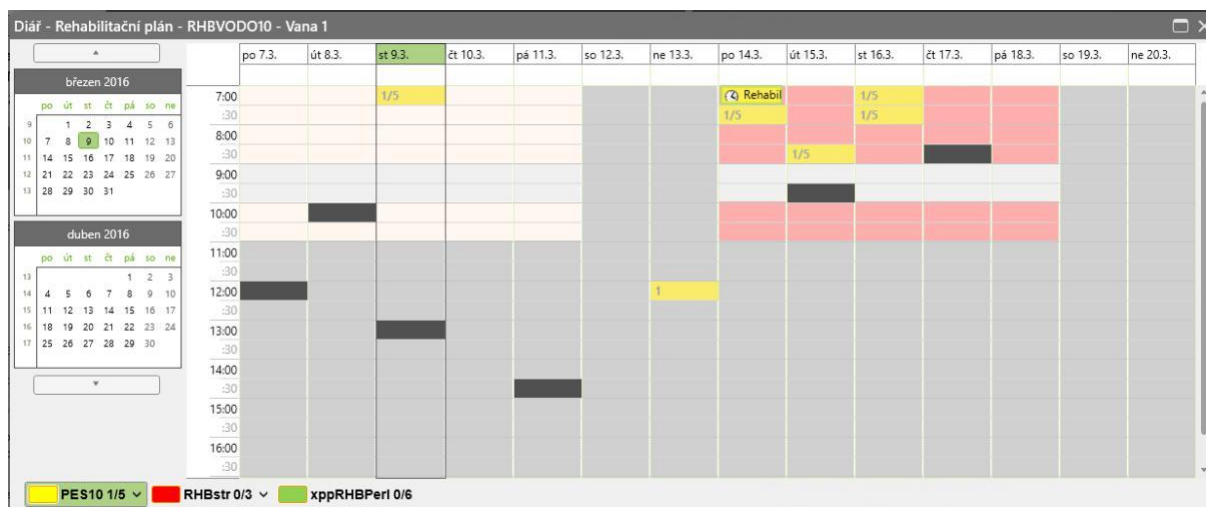 Diář - Rehabilitační plán - RHBVODO10 - Vana 1
březen 2016
po út st čt pá so ne
9 1 2 3 4 5 6
10 7 8 9 10 11 12 13
11 14 15 16 17 18 19 20
12 21 22 23 24 25 26 27
13 28 29 30 31
duben 2016
po út st čt pá so ne
13 1 2 3
14 4 5 6 7 8 9 10
15 11 12 13 14 15 16 17
16 18 19 20 21 22 23 24
17 25 26 27 28 29 30
po 7.3. út 8.3. st 9.3. čt 10.3. pá 11.3. so 12.3. ne 13.3. po 14.3. út 15.3. st 16.3. čt 17.3. pá 18.3. so 19.3. ne 20.3.
7:00 1/5 Rehabil 1/5
:30 1/5 1/5
8:00
:30 1/5
9:00
:30
10:00
:30
11:00
:30
12:00 1
:30
13:00
:30
14:00
:30
15:00
:30
16:00
:30
PES10 1/5 RHBstr 0/3 xppRHBPerl 0/6